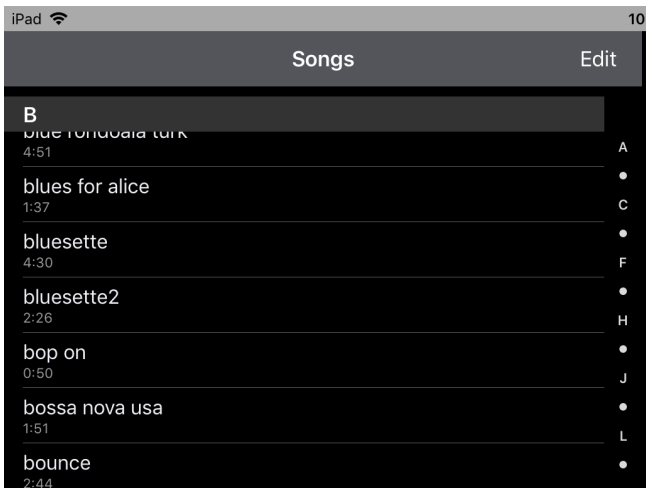 iPad
10
Songs
Edit
B
blue rondoala turk
4:51
blues for alice
1:37
bluesette
4:30
bluesette2
2:26
bop on
0:50
bossa nova usa
1:51
bounce
2:44
A
C
F
H
J
L